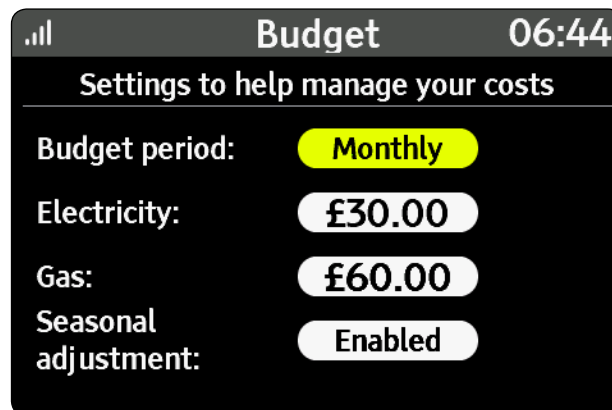 Budget 06:44
Settings to help manage your costs
Budget period: Monthly
Electricity: £30.00
Gas: £60.00
Seasonal
adjustment: Enabled